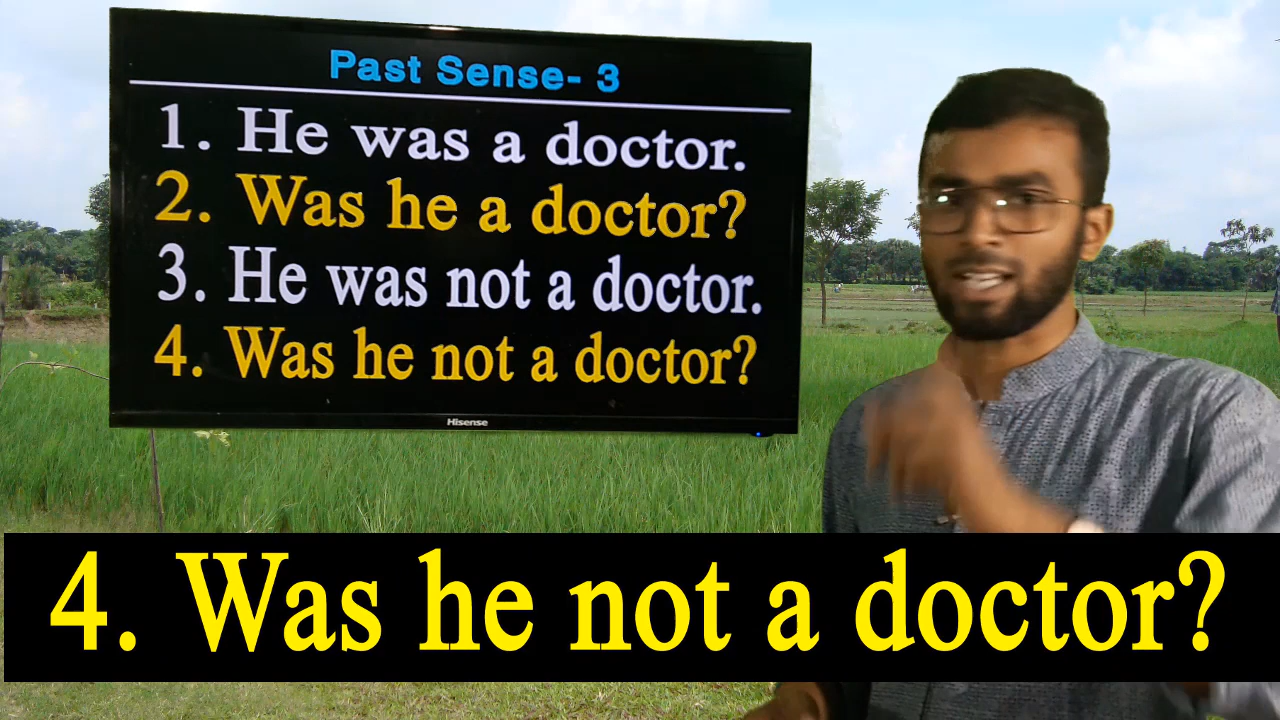 Past Sense- 3
1. He was a doctor.
2. Was he a doctor?
3. He was not a doctor.
4. Was he not a doctor?
Hisense
4. Was he not a doctor?